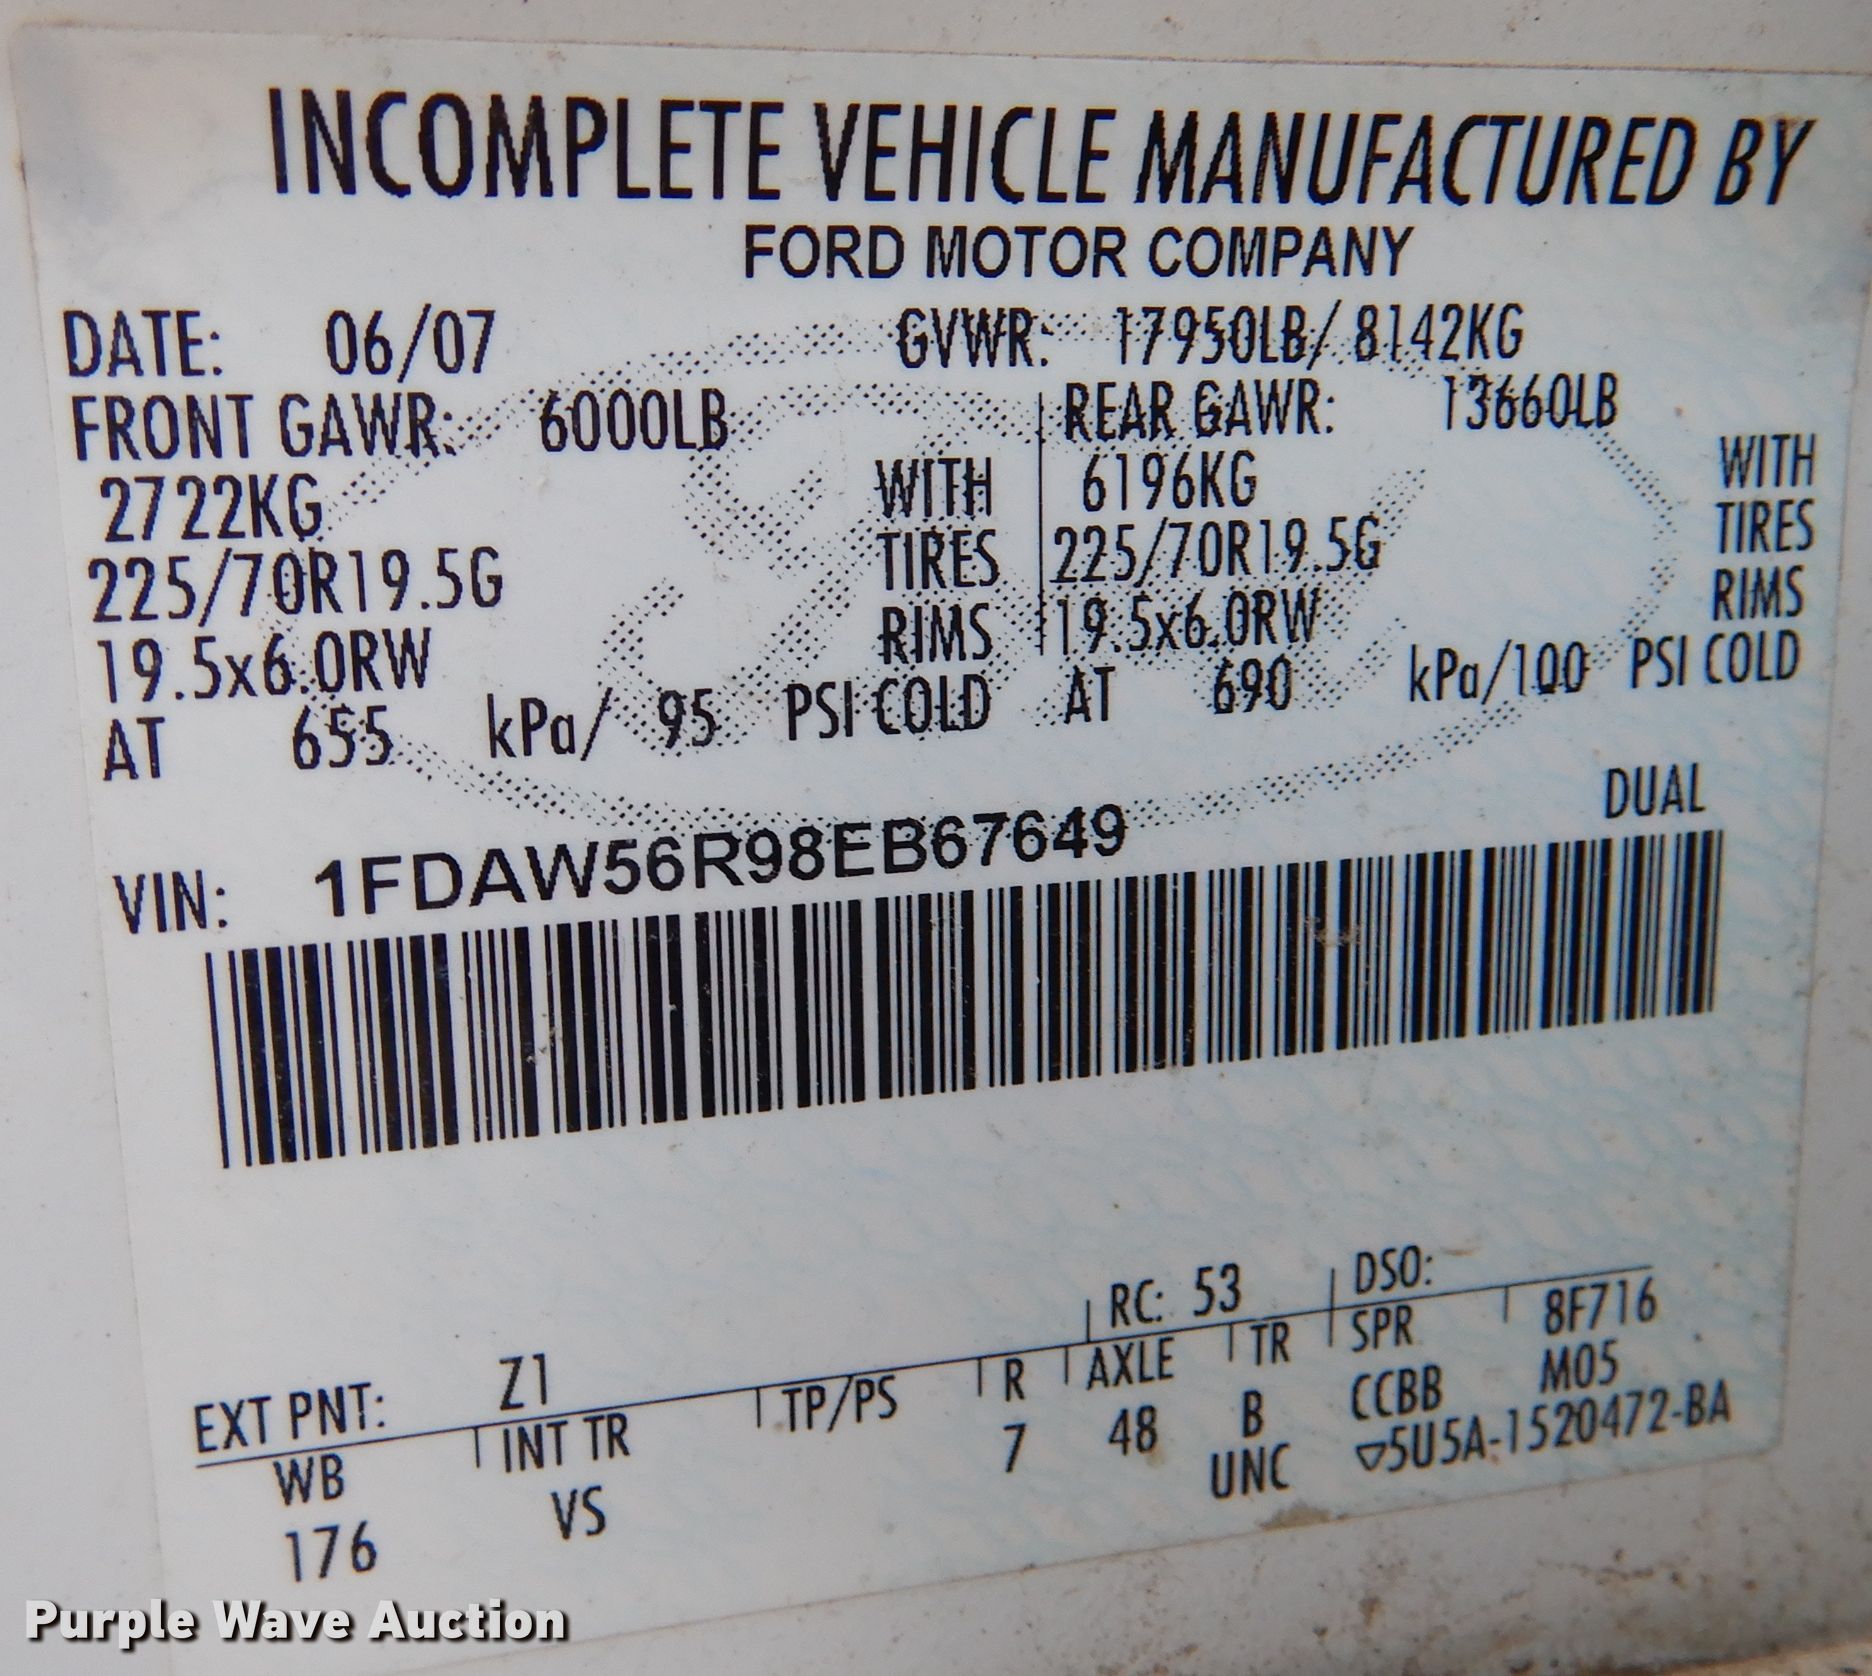 INCOMPLETE VEHICLE MANUFACTURED BY
FORD MOTOR COMPANY
DATE: 06/07 GVWR: 17950LB/ 8142KG
FRONT GAWR: 6000LB REAR GAWR: 13660LB
2722KG WITH 6196KG WITH
225/70R19.5G TIRES 225/70R19.5G TIRES
19.5x6.0RW RIMS 19.5x6.0RW RIMS
AT 655 kPa/ 95 PSI COLD AT 690 kPa/100 PSI COLD
DUAL
VIN: 1FDAW56R98EB67649
RC: 53 DSO:
EXT PNT: Z1 8F716
WB INT TR TP/PS R AXLE TR SPR M05
176 VS 7 48 B CCBB
UNC ▽5U5A-1520472-BA
Purple Wave Auction